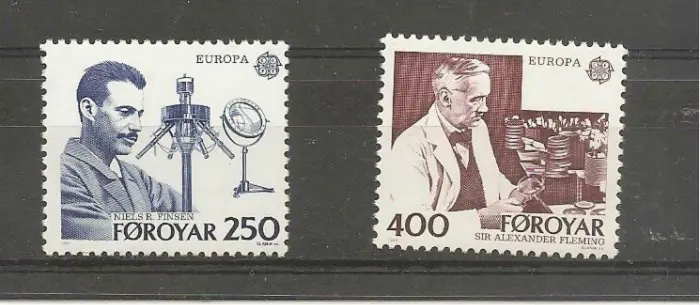 EUROPA
NIELS R. FINSEN
FØROYAR 250
EUROPA
400 FØROYAR
SIR ALEXANDER FLEMING